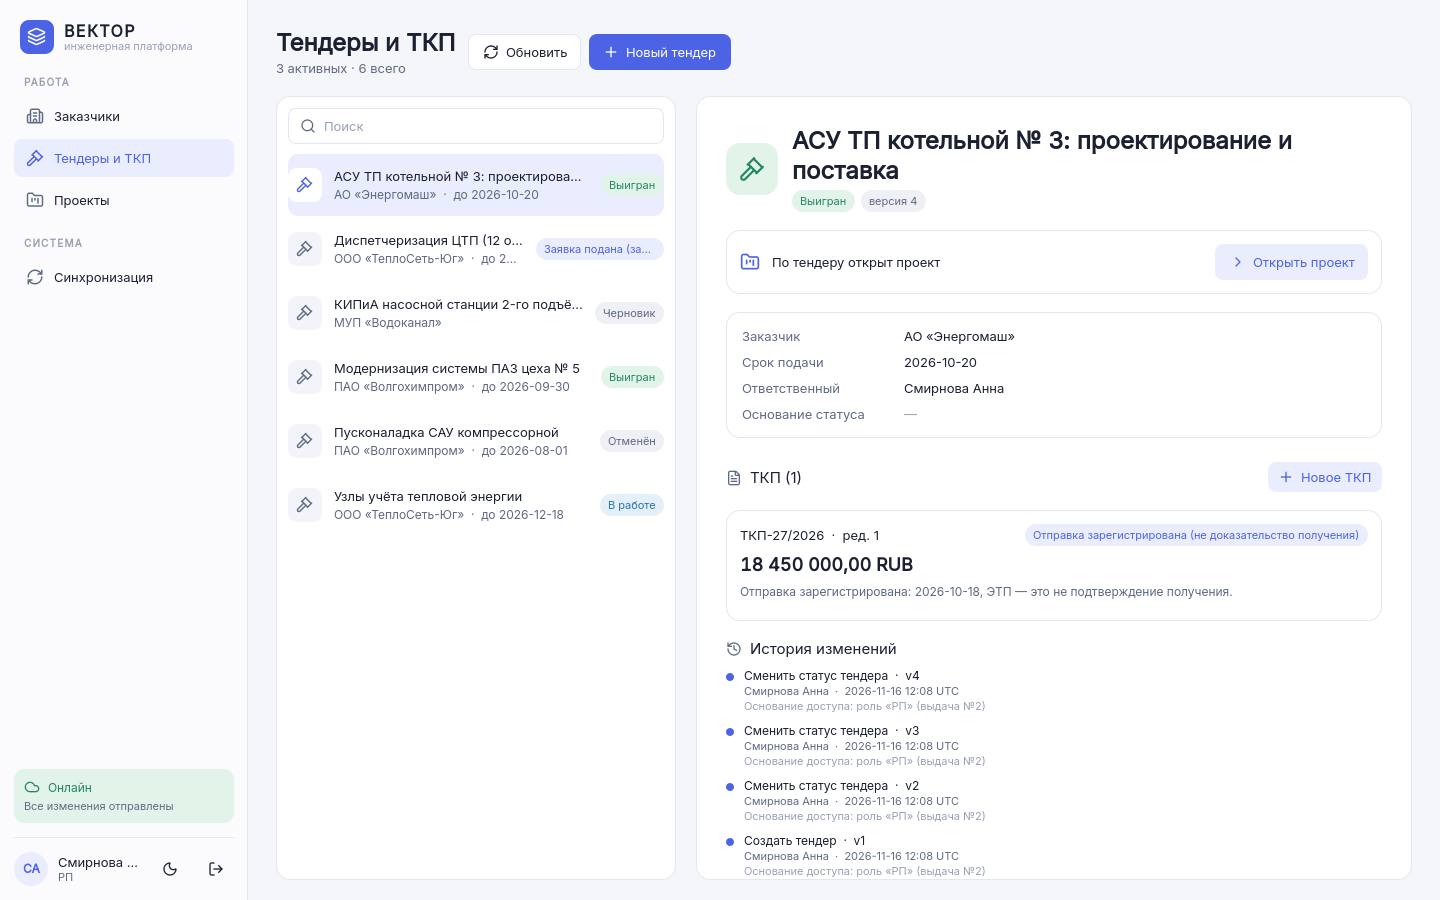 ВЕКТОР
инженерная платформа
РАБОТА
Заказчики
Тендеры и ТКП
Проекты
СИСТЕМА
Синхронизация
Онлайн
Все изменения отправлены
СА
Смирнова ...
РП
Тендеры и ТКП
3 активных · 6 всего
Обновить
Новый тендер
Поиск
АСУ ТП котельной № 3: проектирова...
АО «Энергомаш» · до 2026-10-20
Выигран
Диспетчеризация ЦТП (12 о...
ООО «ТеплоСеть-Юг» · до 2...
Заявка подана (за...
КИПиА насосной станции 2-го подъё...
МУП «Водоканал»
Черновик
Модернизация системы ПАЗ цеха № 5
ПАО «Волгохимпром» · до 2026-09-30
Выигран
Пусконаладка САУ компрессорной
ПАО «Волгохимпром» · до 2026-08-01
Отменён
Узлы учёта тепловой энергии
ООО «ТеплоСеть-Юг» · до 2026-12-18
В работе
АСУ ТП котельной № 3: проектирование и
поставка
Выигран
версия 4
По тендеру открыт проект
Открыть проект
Заказчик АО «Энергомаш»
Срок подачи 2026-10-20
Ответственный Смирнова Анна
Основание статуса —
ТКП (1)
Новое ТКП
ТКП-27/2026 · ред. 1
Отправка зарегистрирована (не доказательство получения)
18 450 000,00 RUB
Отправка зарегистрирована: 2026-10-18, ЭТП — это не подтверждение получения.
История изменений
Сменить статус тендера · v4
Смирнова Анна · 2026-11-16 12:08 UTC
Основание доступа: роль «РП» (выдача №2)
Сменить статус тендера · v3
Смирнова Анна · 2026-11-16 12:08 UTC
Основание доступа: роль «РП» (выдача №2)
Сменить статус тендера · v2
Смирнова Анна · 2026-11-16 12:08 UTC
Основание доступа: роль «РП» (выдача №2)
Создать тендер · v1
Смирнова Анна · 2026-11-16 12:08 UTC
Основание доступа: роль «РП» (выдача №2)